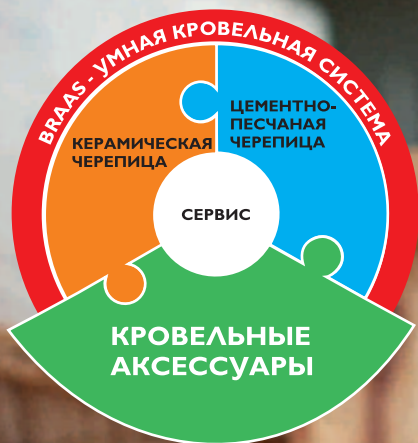 BRAAS - УМНАЯ КРОВЕЛЬНАЯ СИСТЕМА
КЕРАМИЧЕСКАЯ
ЧЕРЕПИЦА
ЦЕМЕНТНО-
ПЕСЧАНАЯ
ЧЕРЕПИЦА
СЕРВИС
КРОВЕЛЬНЫЕ
АКСЕССУАРЫ